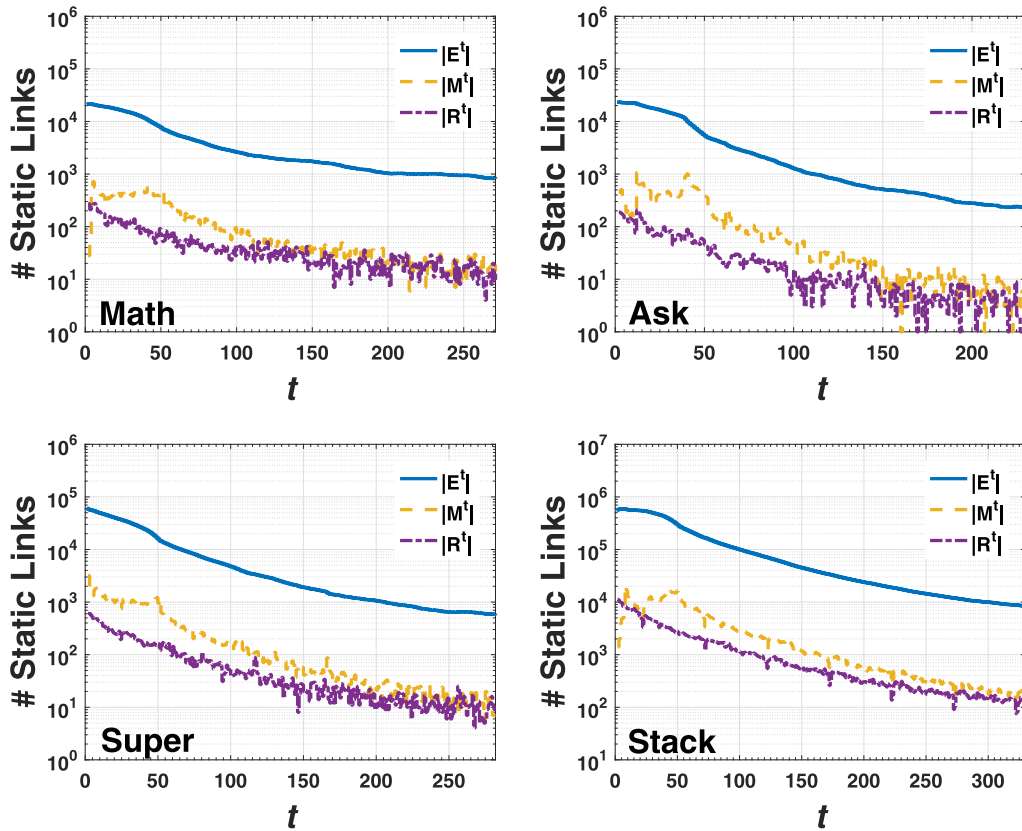 # Static Links
10^6
10^5
10^4
10^3
10^2
10^1
10^0
|E^t|
|M^t|
|R^t|
Math
0 50 100 150 200 250
t
# Static Links
10^6
10^5
10^4
10^3
10^2
10^1
10^0
|E^t|
|M^t|
|R^t|
Ask
0 50 100 150 200
t
# Static Links
10^6
10^5
10^4
10^3
10^2
10^1
10^0
|E^t|
|M^t|
|R^t|
Super
0 50 100 150 200 250
t
# Static Links
10^7
10^6
10^5
10^4
10^3
10^2
10^1
|E^t|
|M^t|
|R^t|
Stack
0 50 100 150 200 250 300
t